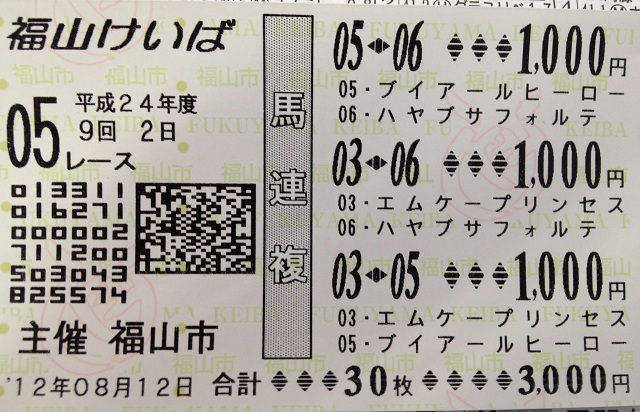 福山けいば
平成24年度
05
9回 2日
レース
013311
016271
000002
711200
503043
825574
主催 福山市
'12年08月12日 合計 ◆◆◆30枚 ◆◆◆◆3,000円
馬連複
05◆06 ◆◆◆1,000円
05・ブイアールヒーロー
06・ハヤブサフォルテ
03◆06 ◆◆◆1,000円
03・エムケープリンセス
06・ハヤブサフォルテ
03◆05 ◆◆◆1,000円
03・エムケープリンセス
05・ブイアールヒーロー